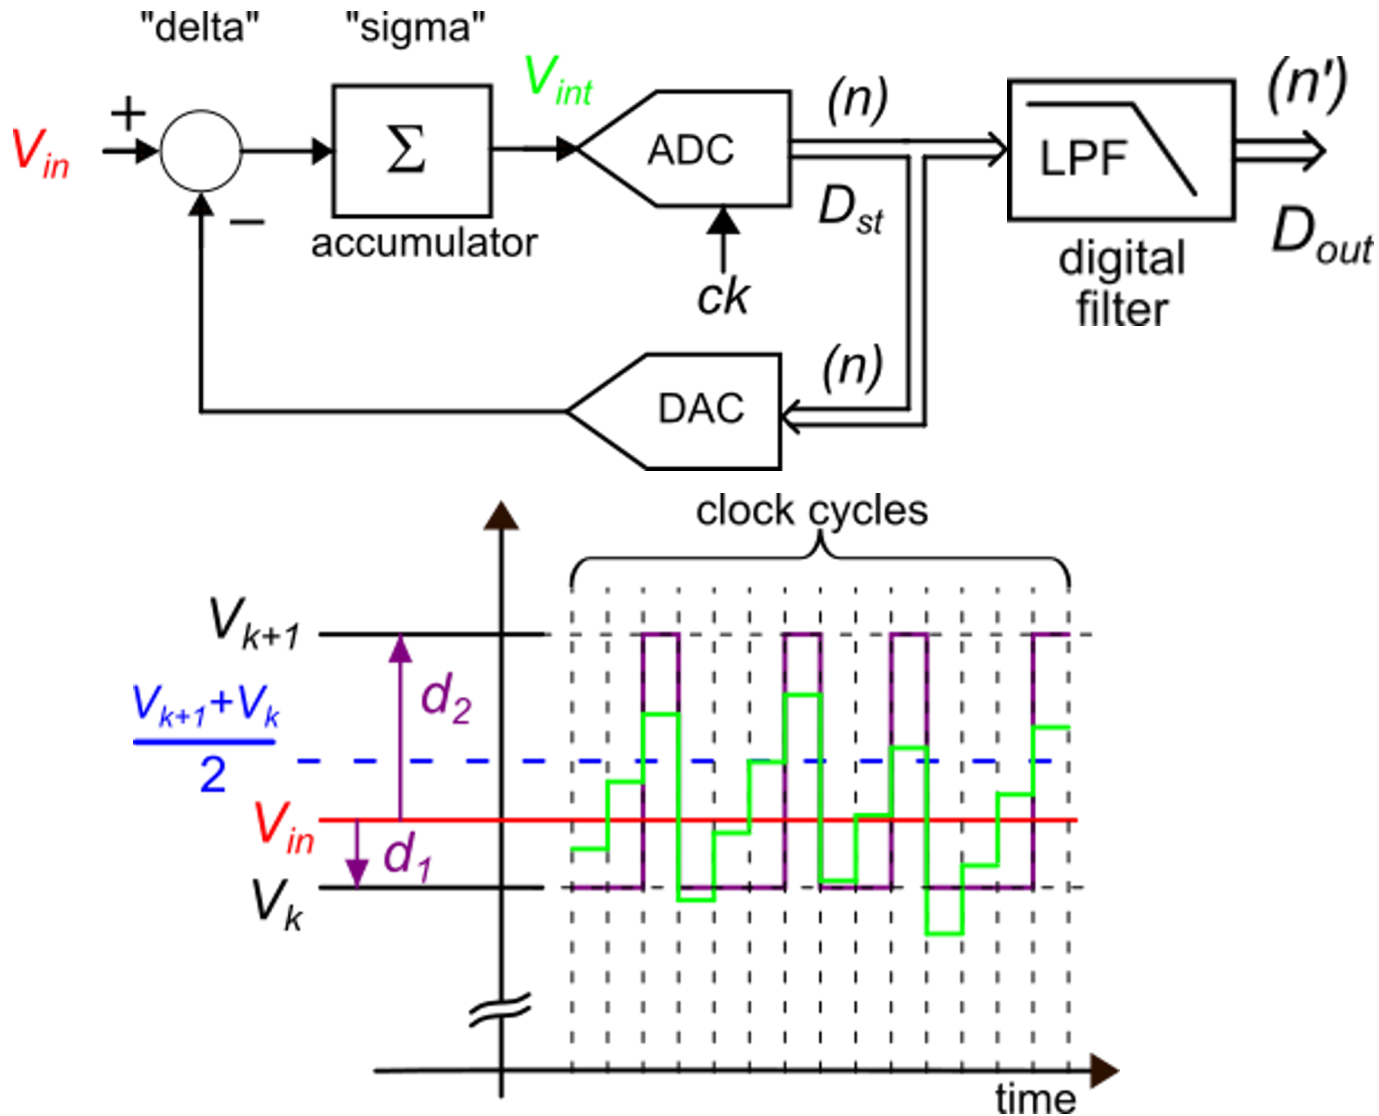 "delta" "sigma"
V_int (n) (n')
+
V_in Σ ADC LPF
−
D_st D_out
accumulator
digital
ck
filter
(n)
DAC
clock cycles
V_k+1
d_2
V_k+1+V_k
2
V_in
d_1
V_k
time